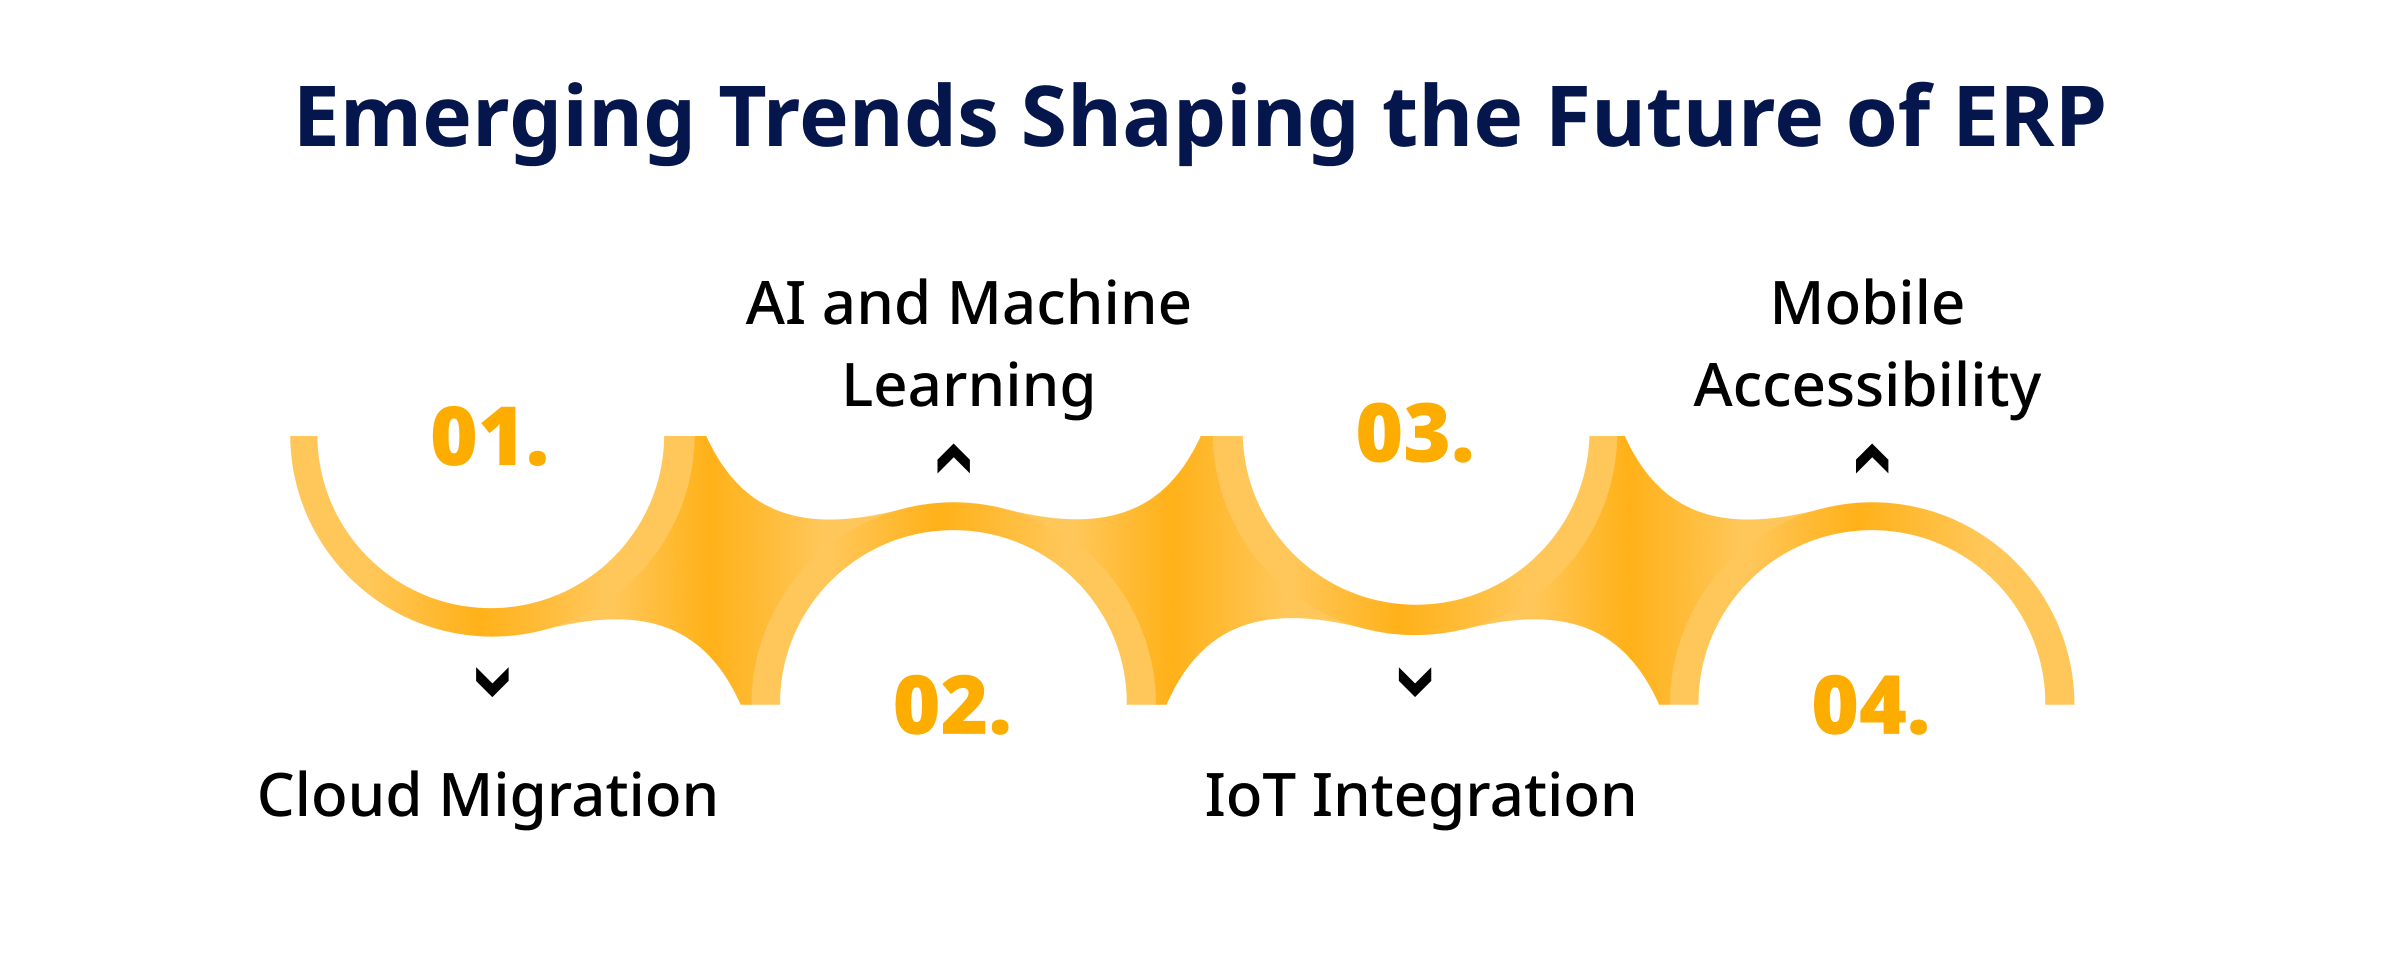 Emerging Trends Shaping the Future of ERP
01.
Cloud Migration
AI and Machine
Learning
02.
03.
IoT Integration
Mobile
Accessibility
04.